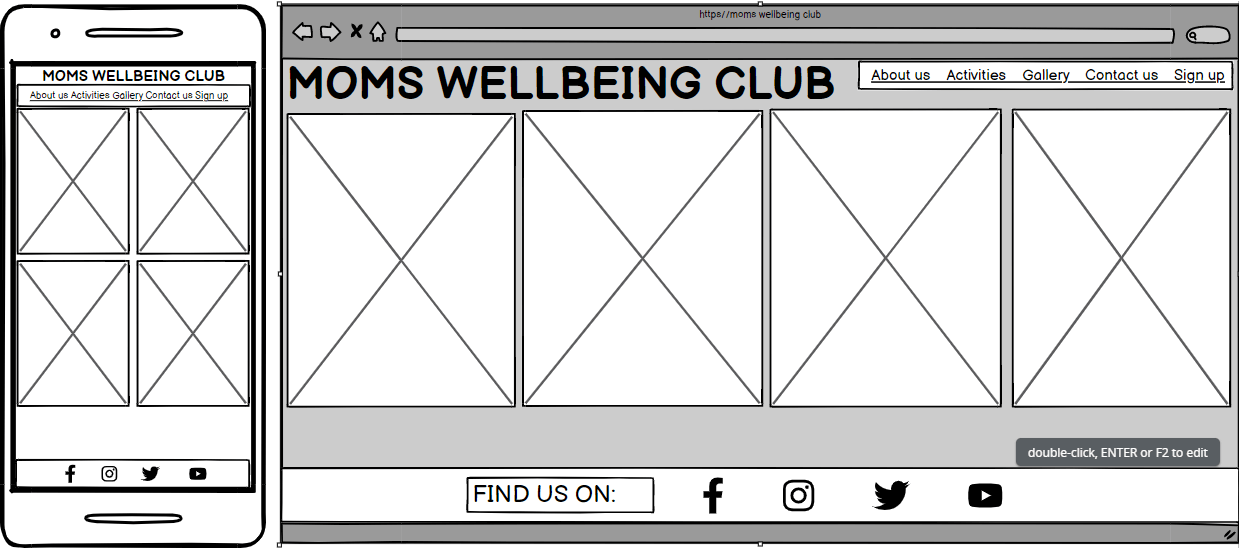 MOMS WELLBEING CLUB
About us Activities Gallery Contact us Sign up
https//moms wellbeing club
MOMS WELLBEING CLUB
About us Activities Gallery Contact us Sign up
double-click, ENTER or F2 to edit
FIND US ON: